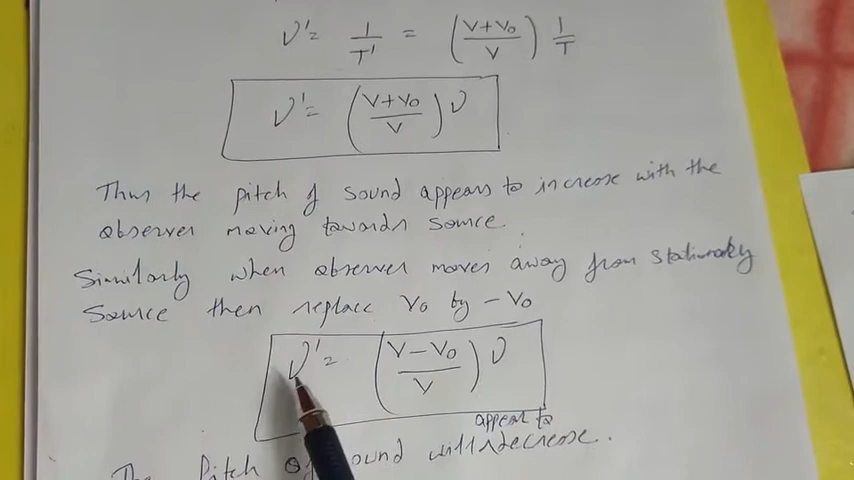 ν' = 1/T' = (V+V₀/V) 1/T
ν' = (V+V₀/V) ν
Thus the pitch of sound appears to increase with the
observer moving towards source.
Similarly when observer moves away from stationary
source then replace V₀ by -V₀
ν' = (V-V₀/V) ν
appear to
The Pitch of sound will decrease.